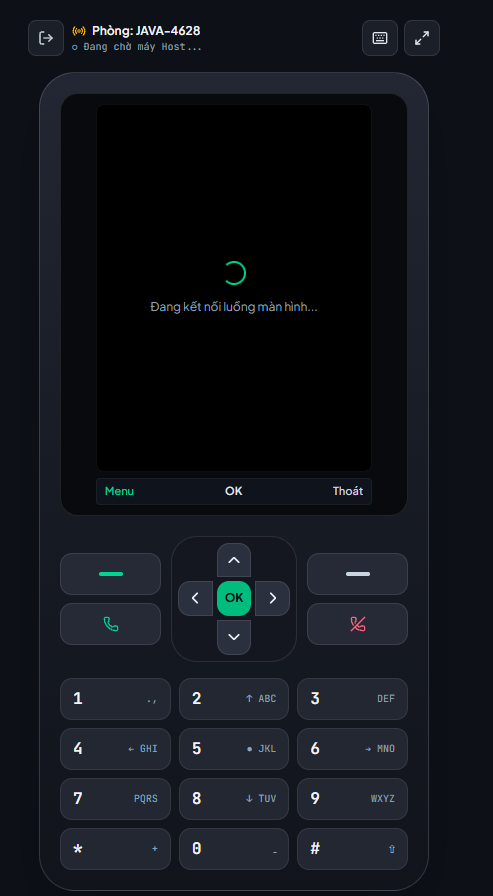 Phòng: JAVA-4628
Đang chờ máy Host...
Đang kết nối luồng màn hình...
Menu OK Thoát
OK
1 .,
2 ↑ ABC
3 DEF
4 ← GHI
5 ● JKL
6 → MNO
7 PQRS
8 ↓ TUV
9 WXYZ
* +
0 _
# ⇧